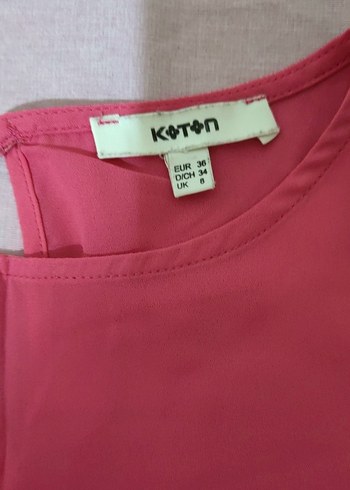 KOTON
EUR 36
D/CH 34
UK 8